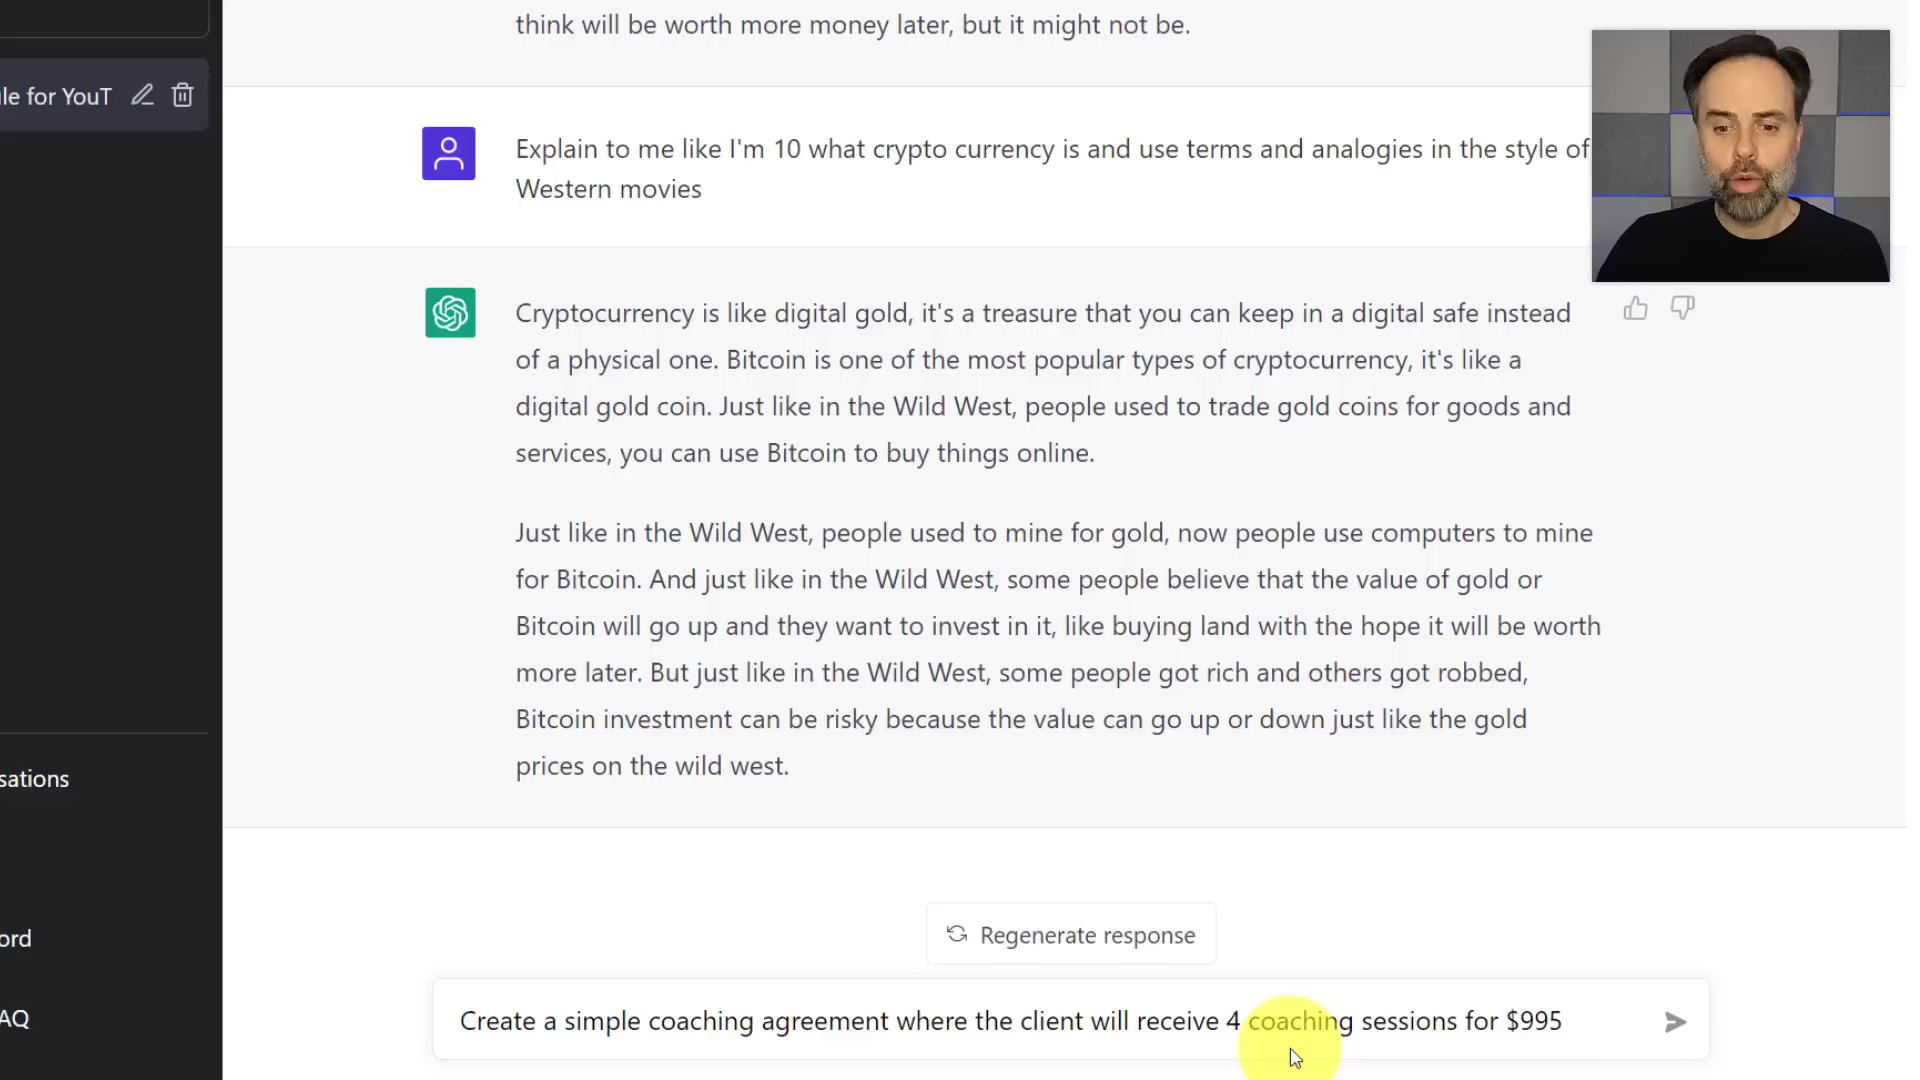 think will be worth more money later, but it might not be.
le for YouT
Explain to me like I'm 10 what crypto currency is and use terms and analogies in the style of
Western movies
Cryptocurrency is like digital gold, it's a treasure that you can keep in a digital safe instead
of a physical one. Bitcoin is one of the most popular types of cryptocurrency, it's like a
digital gold coin. Just like in the Wild West, people used to trade gold coins for goods and
services, you can use Bitcoin to buy things online.
Just like in the Wild West, people used to mine for gold, now people use computers to mine
for Bitcoin. And just like in the Wild West, some people believe that the value of gold or
Bitcoin will go up and they want to invest in it, like buying land with the hope it will be worth
more later. But just like in the Wild West, some people got rich and others got robbed,
Bitcoin investment can be risky because the value can go up or down just like the gold
prices on the wild west.
sations
ord
AQ
Regenerate response
Create a simple coaching agreement where the client will receive 4 coaching sessions for $995